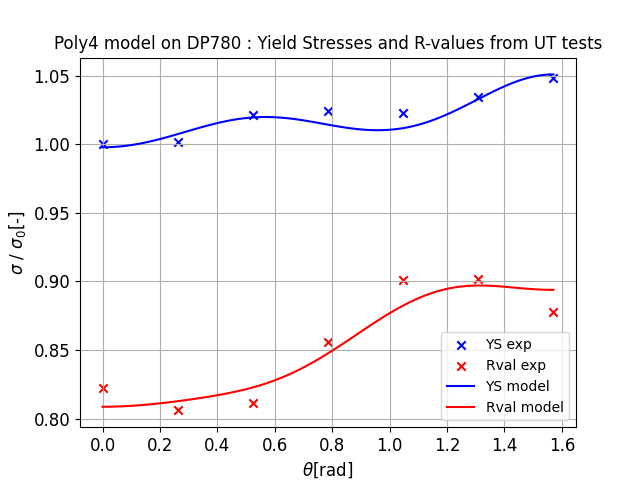 Poly4 model on DP780 : Yield Stresses and R-values from UT tests
1.05
1.00
0.95
0.90
0.85
0.80
σ / σ₀[-]
0.0 0.2 0.4 0.6 0.8 1.0 1.2 1.4 1.6
θ[rad]
YS exp
Rval exp
YS model
Rval model